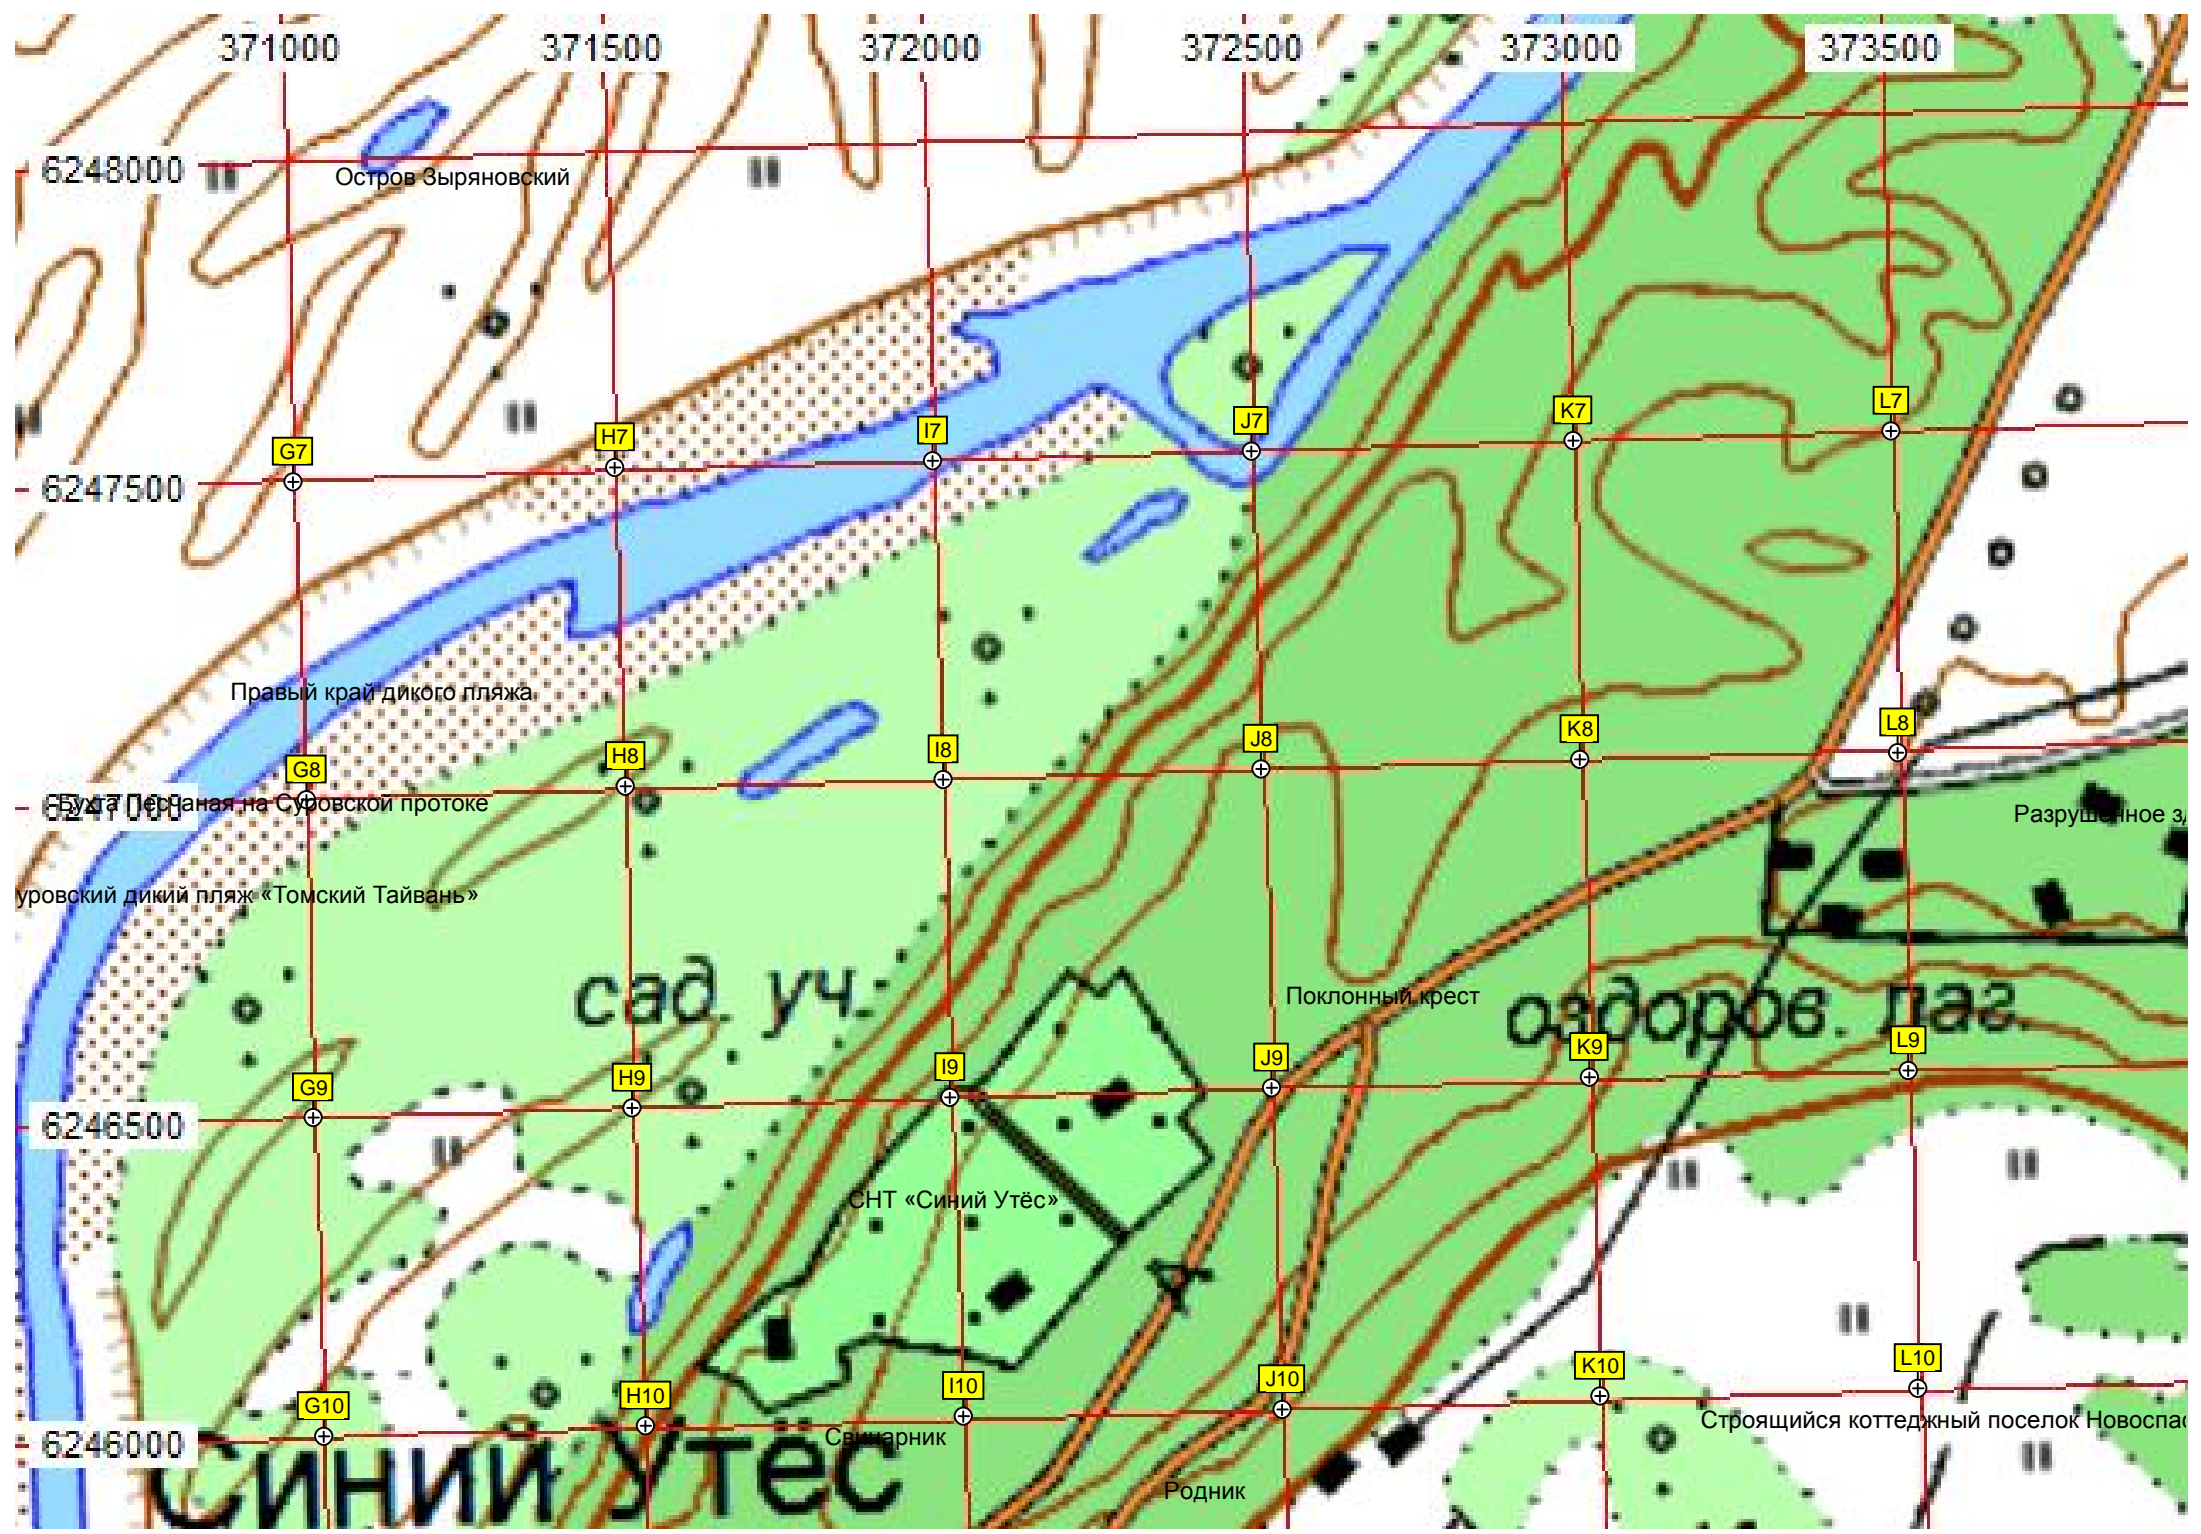 371000 371500 372000 372500 373000 373500
6248000
Остров Зыряновский
L7
K7
J7
I7
H7
G7
6247500
Правый край дикого пляжа
L8
K8
J8
I8
H8
G8
6247000
Бухта Песчаная на Суровской протоке
Разрушенное
уровский дикий пляж «Томский Тайвань»
сад. уч.
Поклонный крест
оздоров. лаг.
L9
K9
J9
I9
H9
G9
6246500
СНТ «Синий Утёс»
L10
K10
J10
I10
H10
G10
6246000
Строящийся коттеджный поселок Новоспас
Свинарник
Синий Утёс
Родник